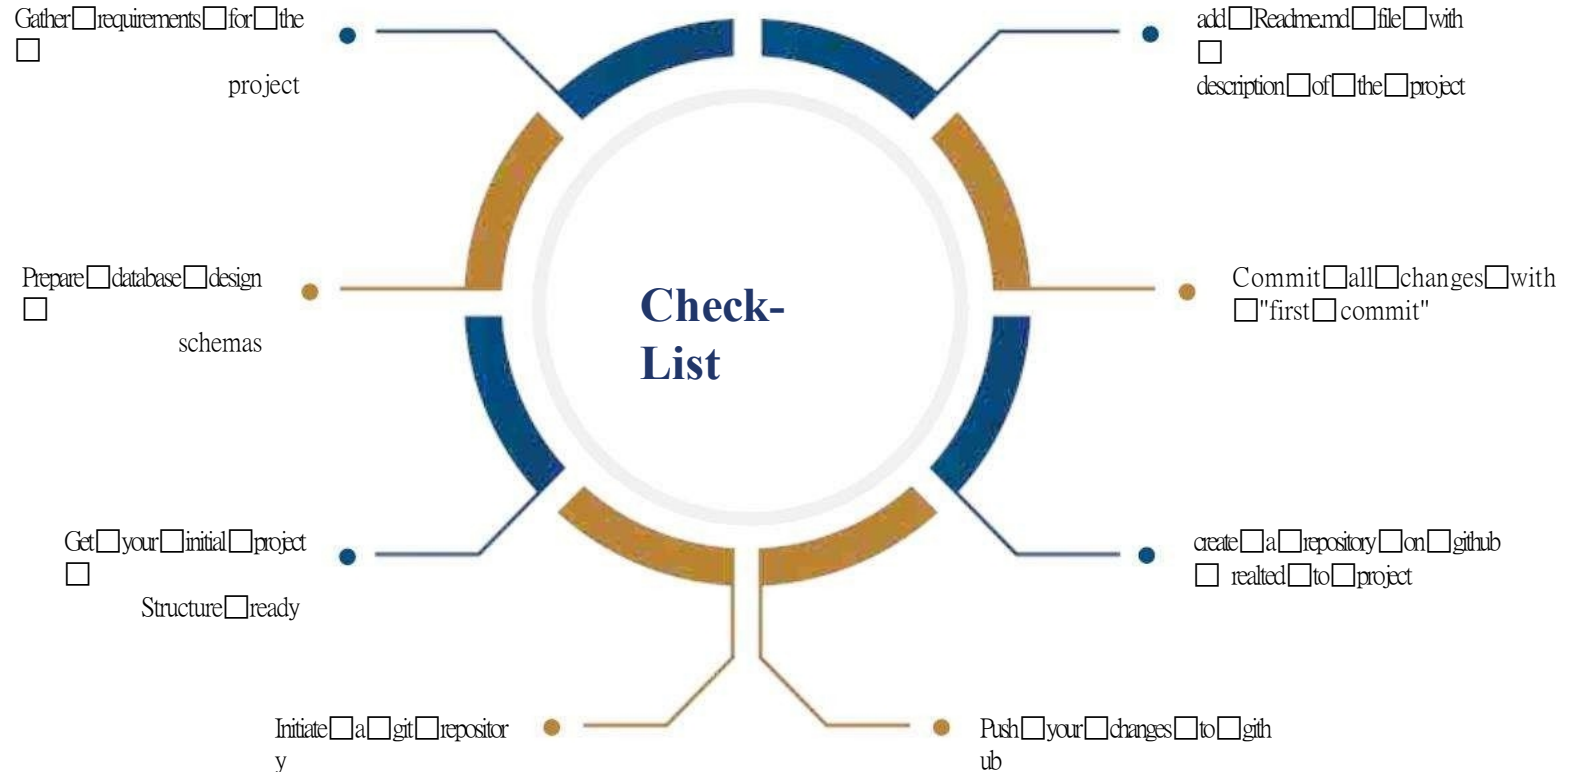 Gather□requirements□for□the
□
project
Prepare□database□design
□
schemas
Get□your□initial□project
□
Structure□ready
Initiate□a□git□repositor
y
Check-
List
add□Readme.md□file□with
□
description□of□the□project
Commit□all□changes□with
□"first□commit"
create□a□repository□on□github
□ realted□to□project
Push□your□changes□to□gith
ub